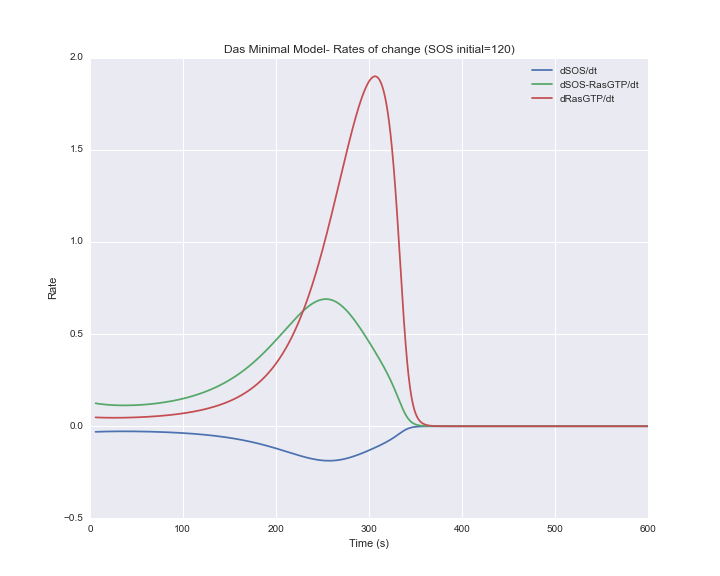 Das Minimal Model- Rates of change (SOS initial=120)
2.0
1.5
1.0
0.5
0.0
−0.5
Rate
dSOS/dt
dSOS-RasGTP/dt
dRasGTP/dt
0 100 200 300 400 500 600
Time (s)